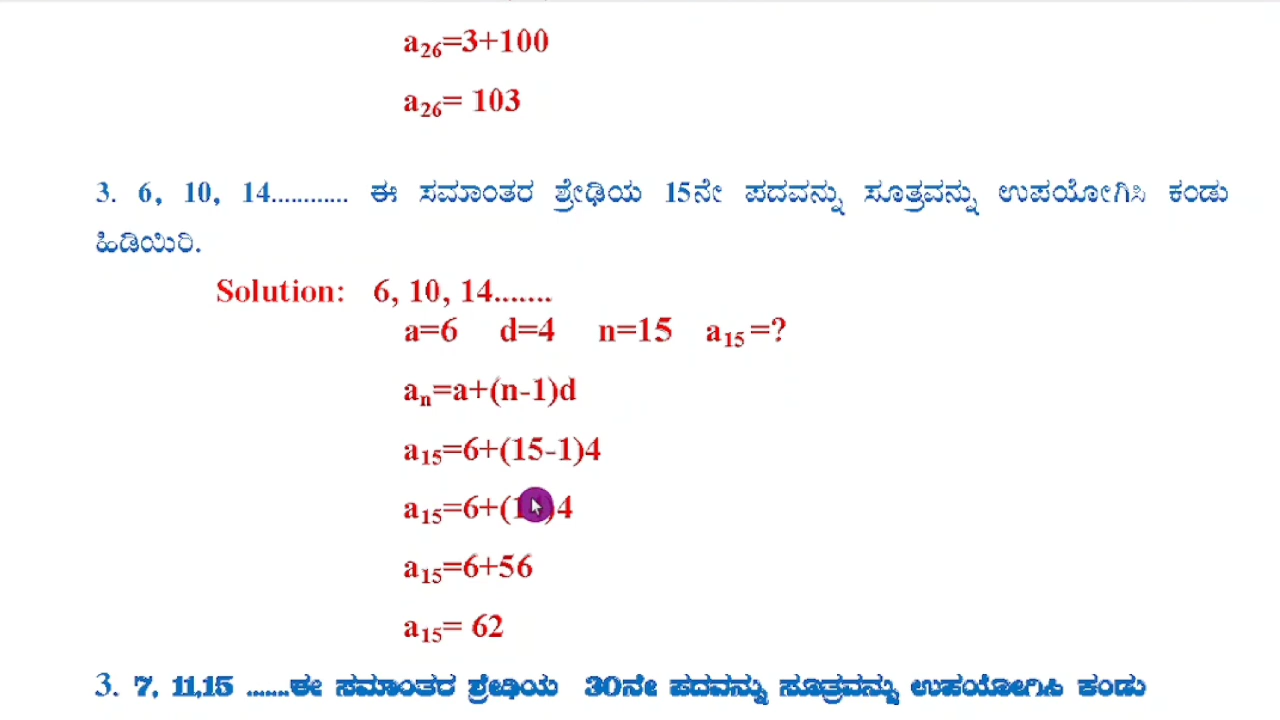 a₂₆=3+100
a₂₆= 103
3. 6, 10, 14............ ಈ ಸಮಾಂತರ ಶ್ರೇಢಿಯ 15ನೇ ಪದವನ್ನು ಸೂತ್ರವನ್ನು ಉಪಯೋಗಿಸಿ ಕಂಡು
ಹಿಡಿಯಿರಿ.
Solution: 6, 10, 14.......
a=6 d=4 n=15 a₁₅=?
aₙ=a+(n-1)d
a₁₅=6+(15-1)4
a₁₅=6+( )4
a₁₅=6+56
a₁₅= 62
3. 7, 11,15 .......ಈ ಸಮಾಂತರ ಶ್ರೇಢಿಯ 30ನೇ ಪದವನ್ನು ಸೂತ್ರವನ್ನು ಉಪಯೋಗಿಸಿ ಕಂಡು